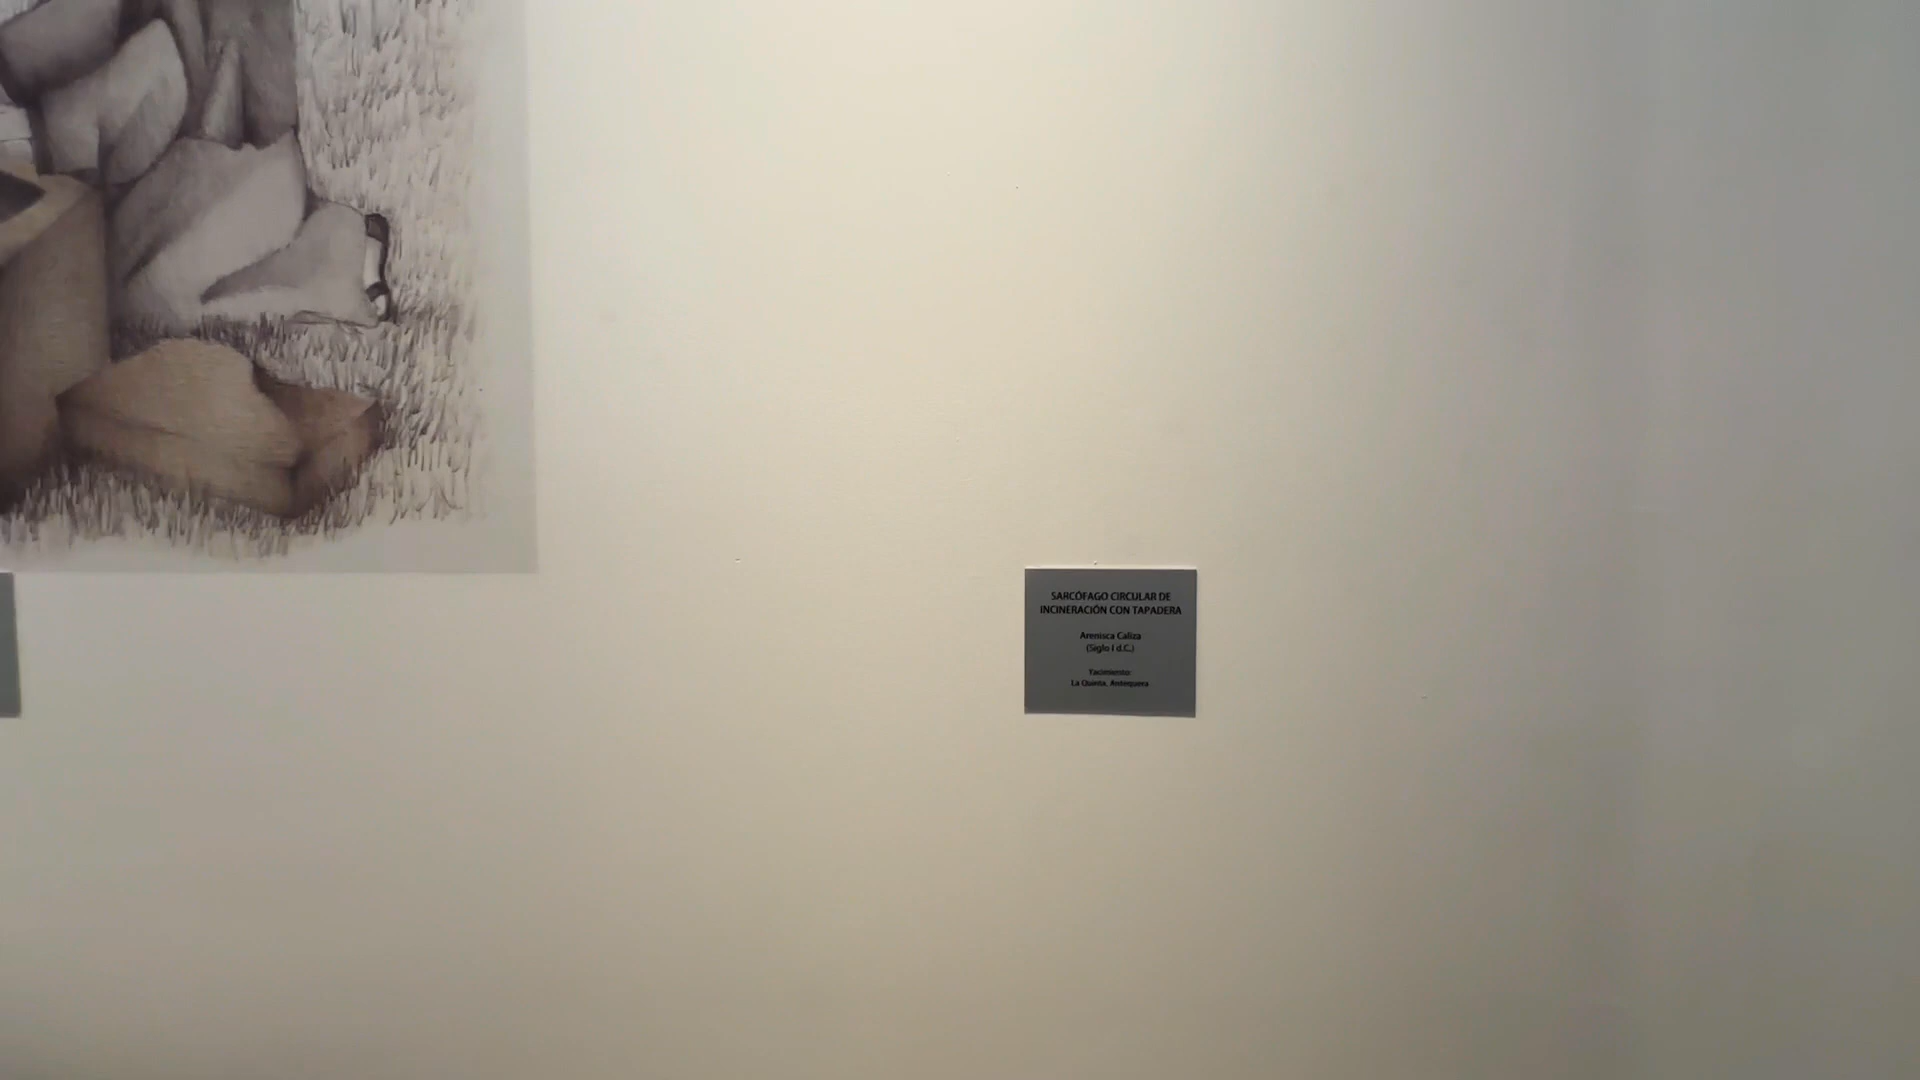 SARCÓFAGO CIRCULAR DE
INCINERACIÓN CON TAPADERA
Arenisca Caliza
(Siglo I d.C.)
Yacimiento:
La Quinta. Antequera